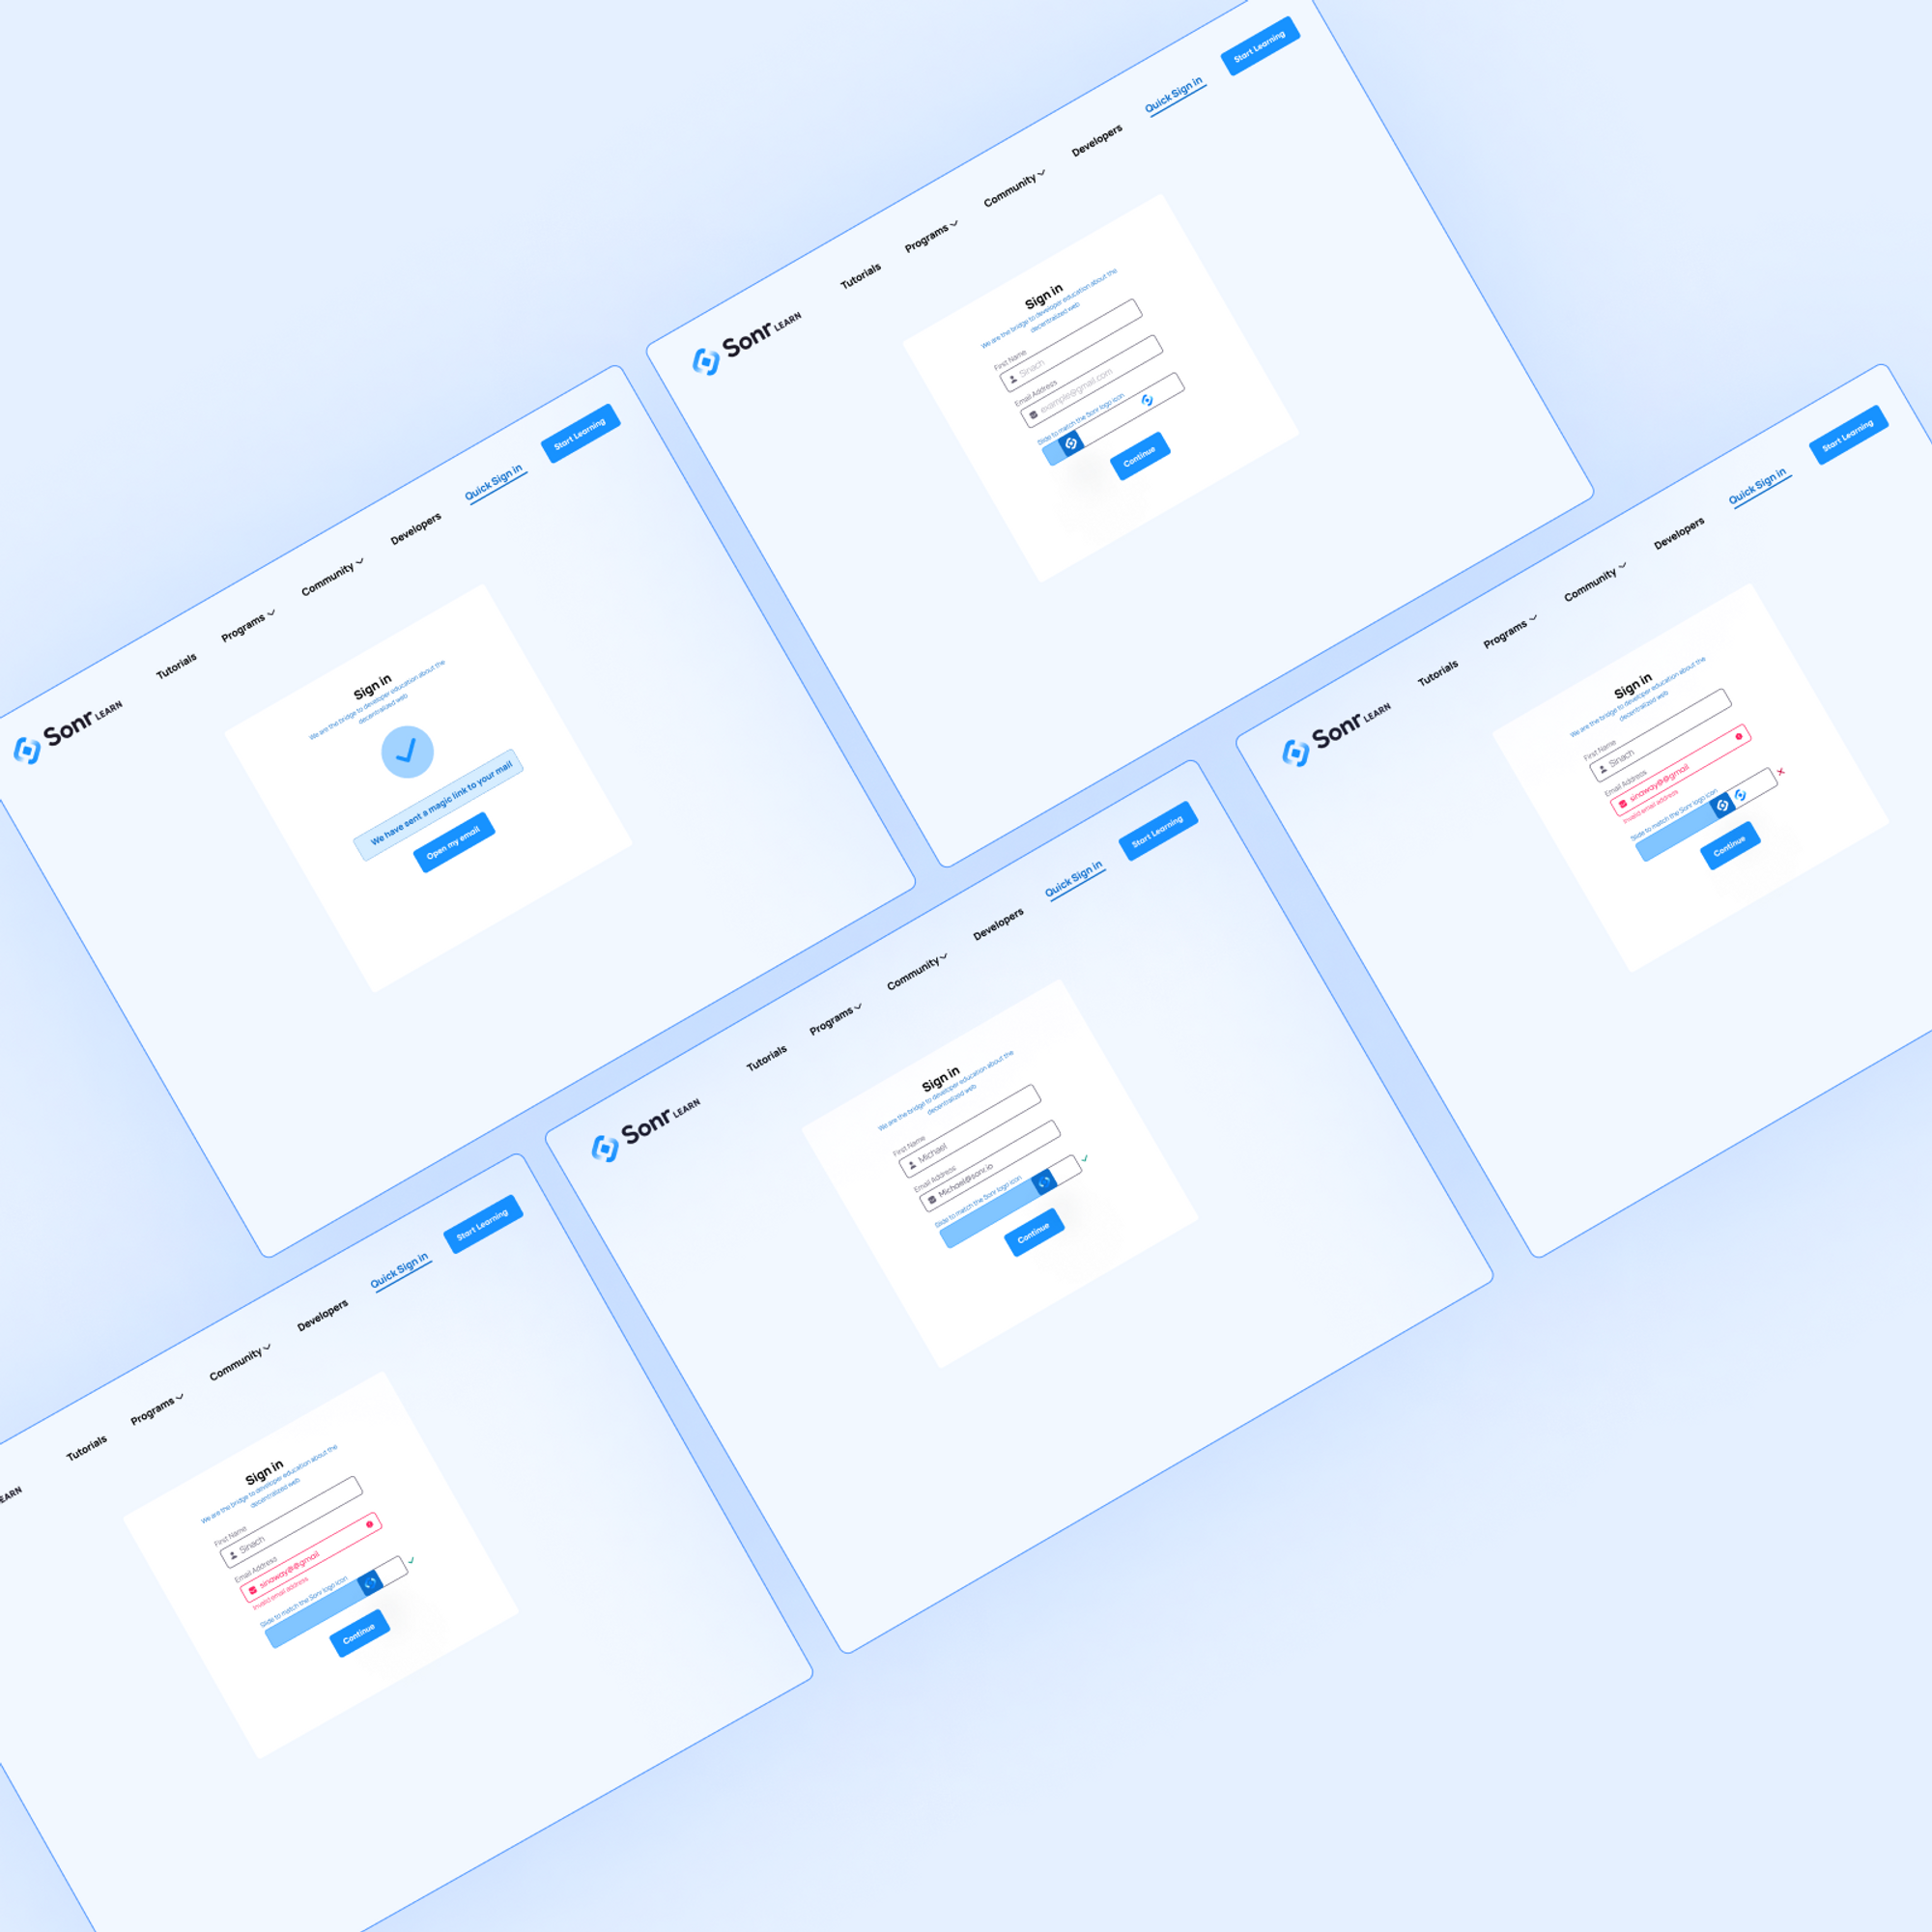 Sonr LEARN
Tutorials
Programs
Community
Developers
Quick Sign in
Start Learning
Sign in
We are the bridge to developer education about the
decentralized web
First Name
Sinach
Email Address
example@gmail.com
Slide to match the Sonr logo icon
Continue
Sonr LEARN
Tutorials
Programs
Community
Developers
Quick Sign in
Start Learning
Sign in
We are the bridge to developer education about the
decentralized web
We have sent a magic link to your mail
Open my email
Sonr LEARN
Tutorials
Programs
Community
Developers
Quick Sign in
Start Learning
Sign in
We are the bridge to developer education about the
decentralized web
First Name
Sinach
Email Address
sinaway@@gmail
Invalid email address
Slide to match the Sonr logo icon
Continue
Sonr LEARN
Tutorials
Programs
Community
Developers
Quick Sign in
Start Learning
Sign in
We are the bridge to developer education about the
decentralized web
First Name
Michael
Email Address
Michael@sonr.io
Slide to match the Sonr logo icon
Continue
EARN
Tutorials
Programs
Community
Developers
Quick Sign in
Start Learning
Sign in
We are the bridge to developer education about the
decentralized web
First Name
Sinach
Email Address
sinaway@@gmail
Invalid email address
Slide to match the Sonr logo icon
Continue